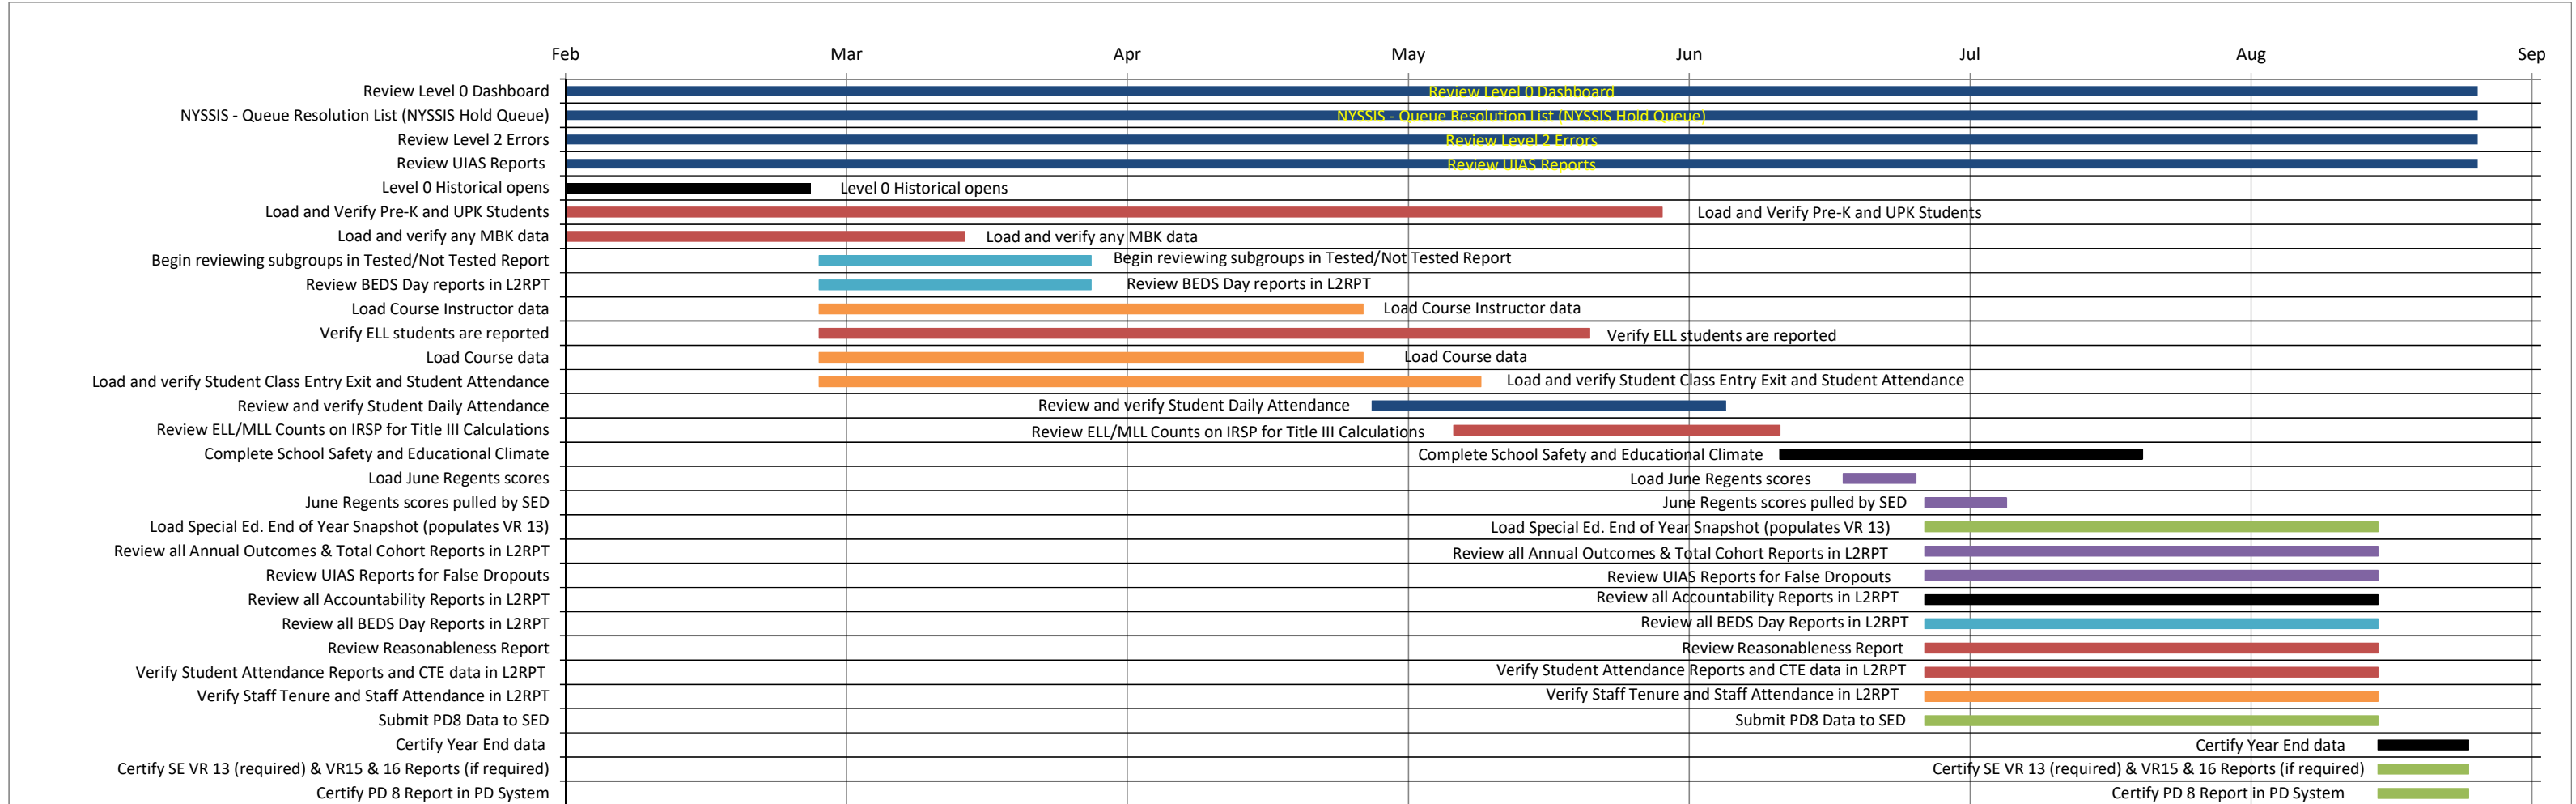 Feb Mar Apr May Jun Jul Aug Sep
Review Level 0 Dashboard Review Level 0 Dashboard
NYSSIS - Queue Resolution List (NYSSIS Hold Queue) NYSSIS - Queue Resolution List (NYSSIS Hold Queue)
Review Level 2 Errors Review Level 2 Errors
Review UIAS Reports Review UIAS Reports
Level 0 Historical opens Level 0 Historical opens
Load and Verify Pre-K and UPK Students Load and Verify Pre-K and UPK Students
Load and verify any MBK data Load and verify any MBK data
Begin reviewing subgroups in Tested/Not Tested Report Begin reviewing subgroups in Tested/Not Tested Report
Review BEDS Day reports in L2RPT Review BEDS Day reports in L2RPT
Load Course Instructor data Load Course Instructor data
Verify ELL students are reported Verify ELL students are reported
Load Course data Load Course data
Load and verify Student Class Entry Exit and Student Attendance Load and verify Student Class Entry Exit and Student Attendance
Review and verify Student Daily Attendance Review and verify Student Daily Attendance
Review ELL/MLL Counts on IRSP for Title III Calculations Review ELL/MLL Counts on IRSP for Title III Calculations
Complete School Safety and Educational Climate Complete School Safety and Educational Climate
Load June Regents scores Load June Regents scores
June Regents scores pulled by SED June Regents scores pulled by SED
Load Special Ed. End of Year Snapshot (populates VR 13) Load Special Ed. End of Year Snapshot (populates VR 13)
Review all Annual Outcomes & Total Cohort Reports in L2RPT Review all Annual Outcomes & Total Cohort Reports in L2RPT
Review UIAS Reports for False Dropouts Review UIAS Reports for False Dropouts
Review all Accountability Reports in L2RPT Review all Accountability Reports in L2RPT
Review all BEDS Day Reports in L2RPT Review all BEDS Day Reports in L2RPT
Review Reasonableness Report Review Reasonableness Report
Verify Student Attendance Reports and CTE data in L2RPT Verify Student Attendance Reports and CTE data in L2RPT
Verify Staff Tenure and Staff Attendance in L2RPT Verify Staff Tenure and Staff Attendance in L2RPT
Submit PD8 Data to SED Submit PD8 Data to SED
Certify Year End data Certify Year End data
Certify SE VR 13 (required) & VR15 & 16 Reports (if required) Certify SE VR 13 (required) & VR15 & 16 Reports (if required)
Certify PD 8 Report in PD System Certify PD 8 Report in PD System